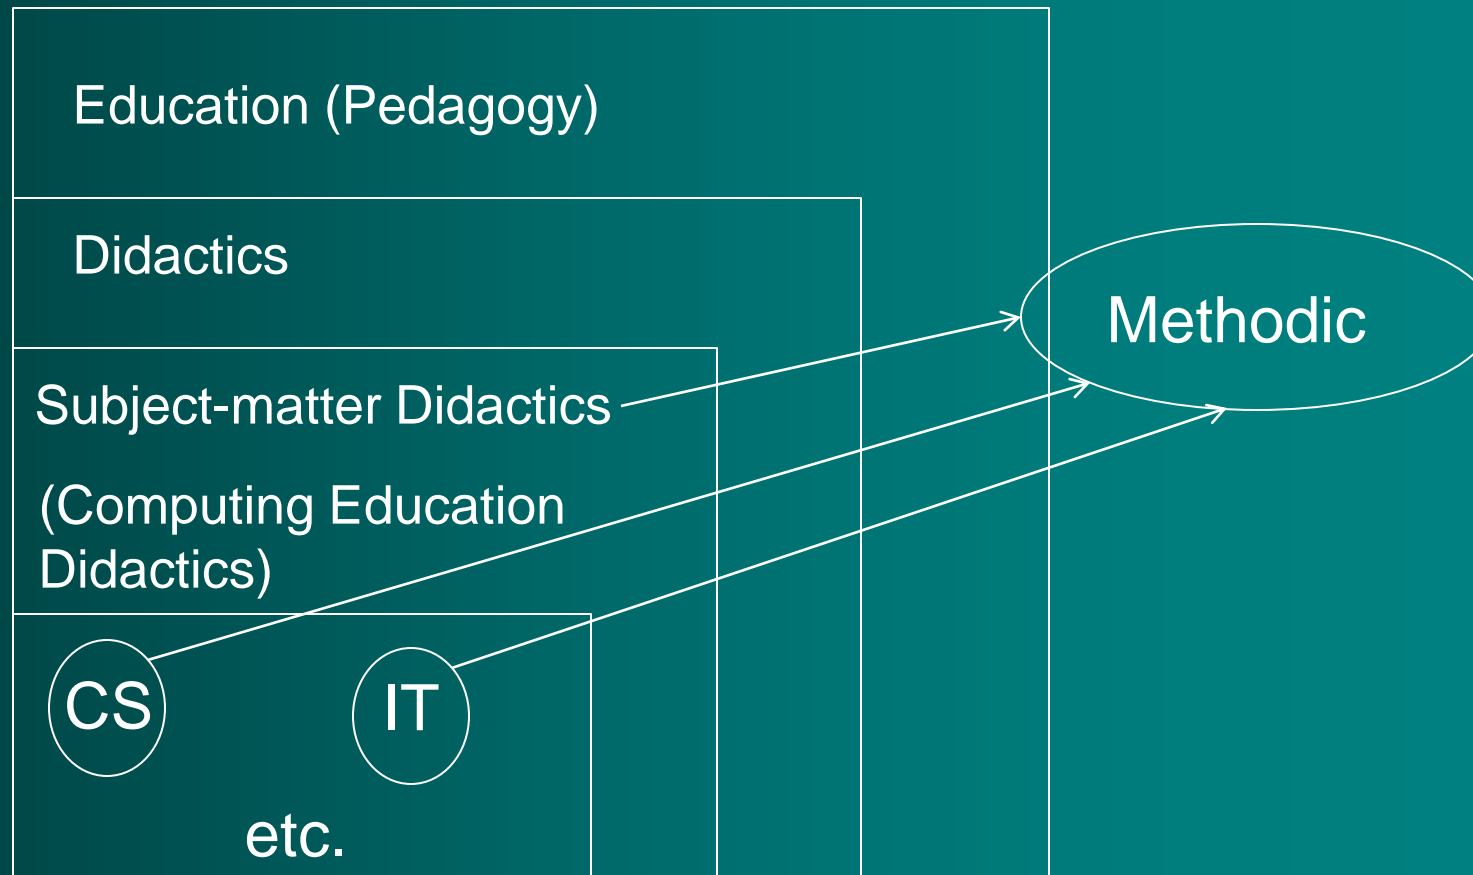 Education (Pedagogy)
Didactics
Methodic
Subject-matter Didactics
(Computing Education
Didactics)
CS
IT
etc.